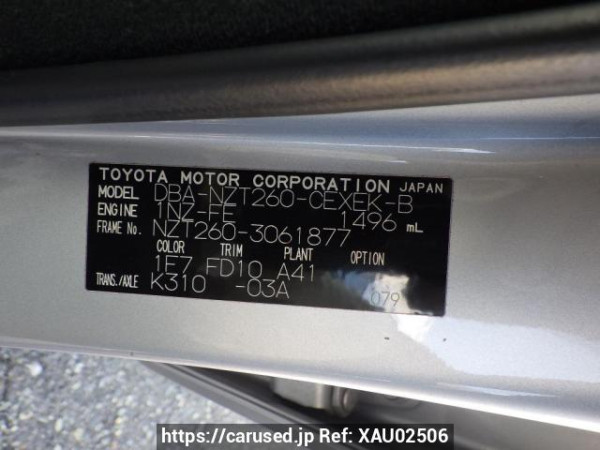 TOYOTA MOTOR CORPORATION JAPAN
MODEL DBA-NZT260-CEXEK-B
ENGINE 1NZ-FE 1496 mL
FRAME No. NZT260-3061877
COLOR TRIM PLANT OPTION
1F7 FD10 A41
TRANS./AXLE K310 -03A
079
https://carused.jp Ref: XAU02506